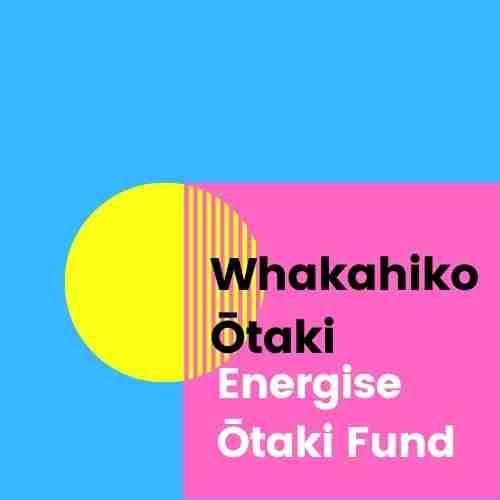 Whakahiko
Ōtaki
Energise
Ōtaki Fund